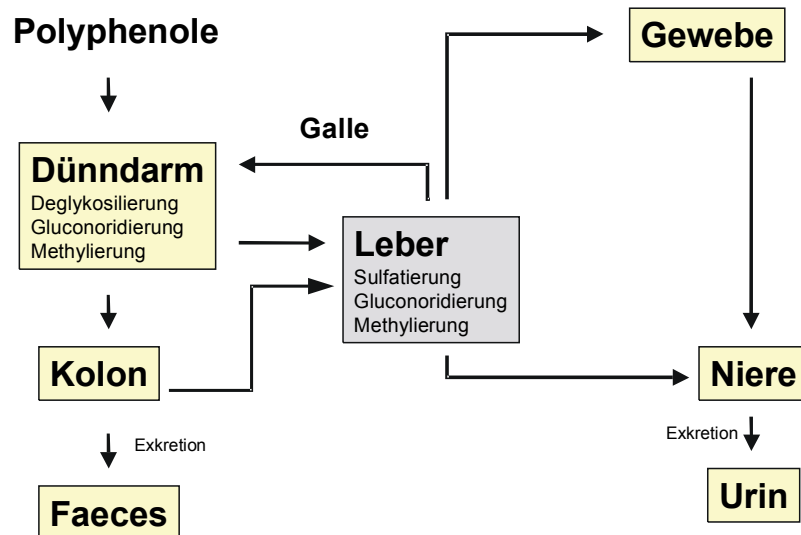 Polyphenole
Gewebe
Galle
Dünndarm
Deglykosilierung
Gluconoridierung
Methylierung
Leber
Sulfatierung
Gluconoridierung
Methylierung
Kolon
Niere
Exkretion
Exkretion
Faeces
Urin